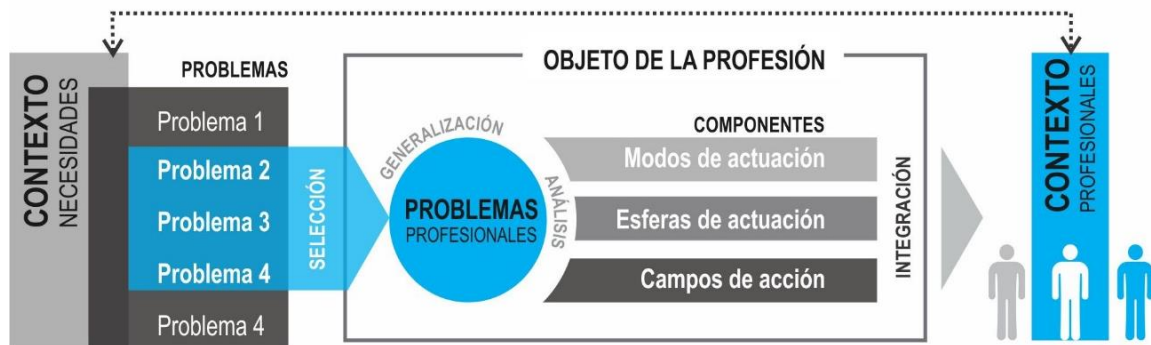 CONTEXTO
NECESIDADES
PROBLEMAS
Problema 1
Problema 2
Problema 3
Problema 4
Problema 4
SELECCIÓN
OBJETO DE LA PROFESIÓN
GENERALIZACIÓN
PROBLEMAS
PROFESIONALES
ANÁLISIS
COMPONENTES
Modos de actuación
Esferas de actuación
Campos de acción
INTEGRACIÓN
CONTEXTO
PROFESIONALES